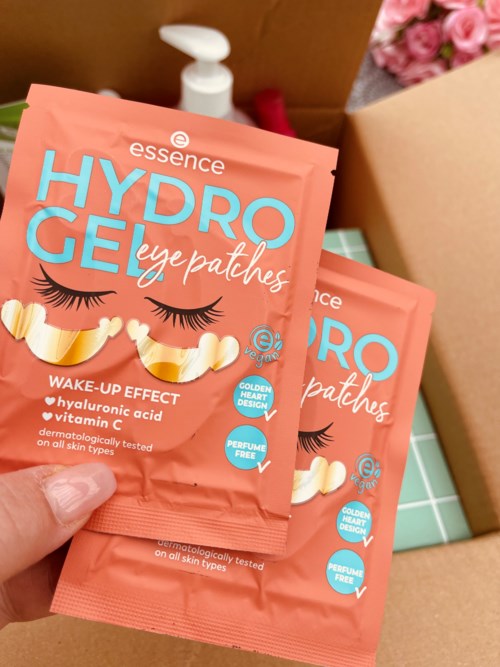 essence
HYDRO
GEL eye patches
WAKE-UP EFFECT
hyaluronic acid
vitamin C
dermatologically tested
on all skin types
e vegan
GOLDEN
HEART
DESIGN
PERFUME
FREE
nce
DRO
patches
e vegan
GOLDEN
HEART
DESIGN
PERFUME
FREE
dermatologically tested
on all skin types